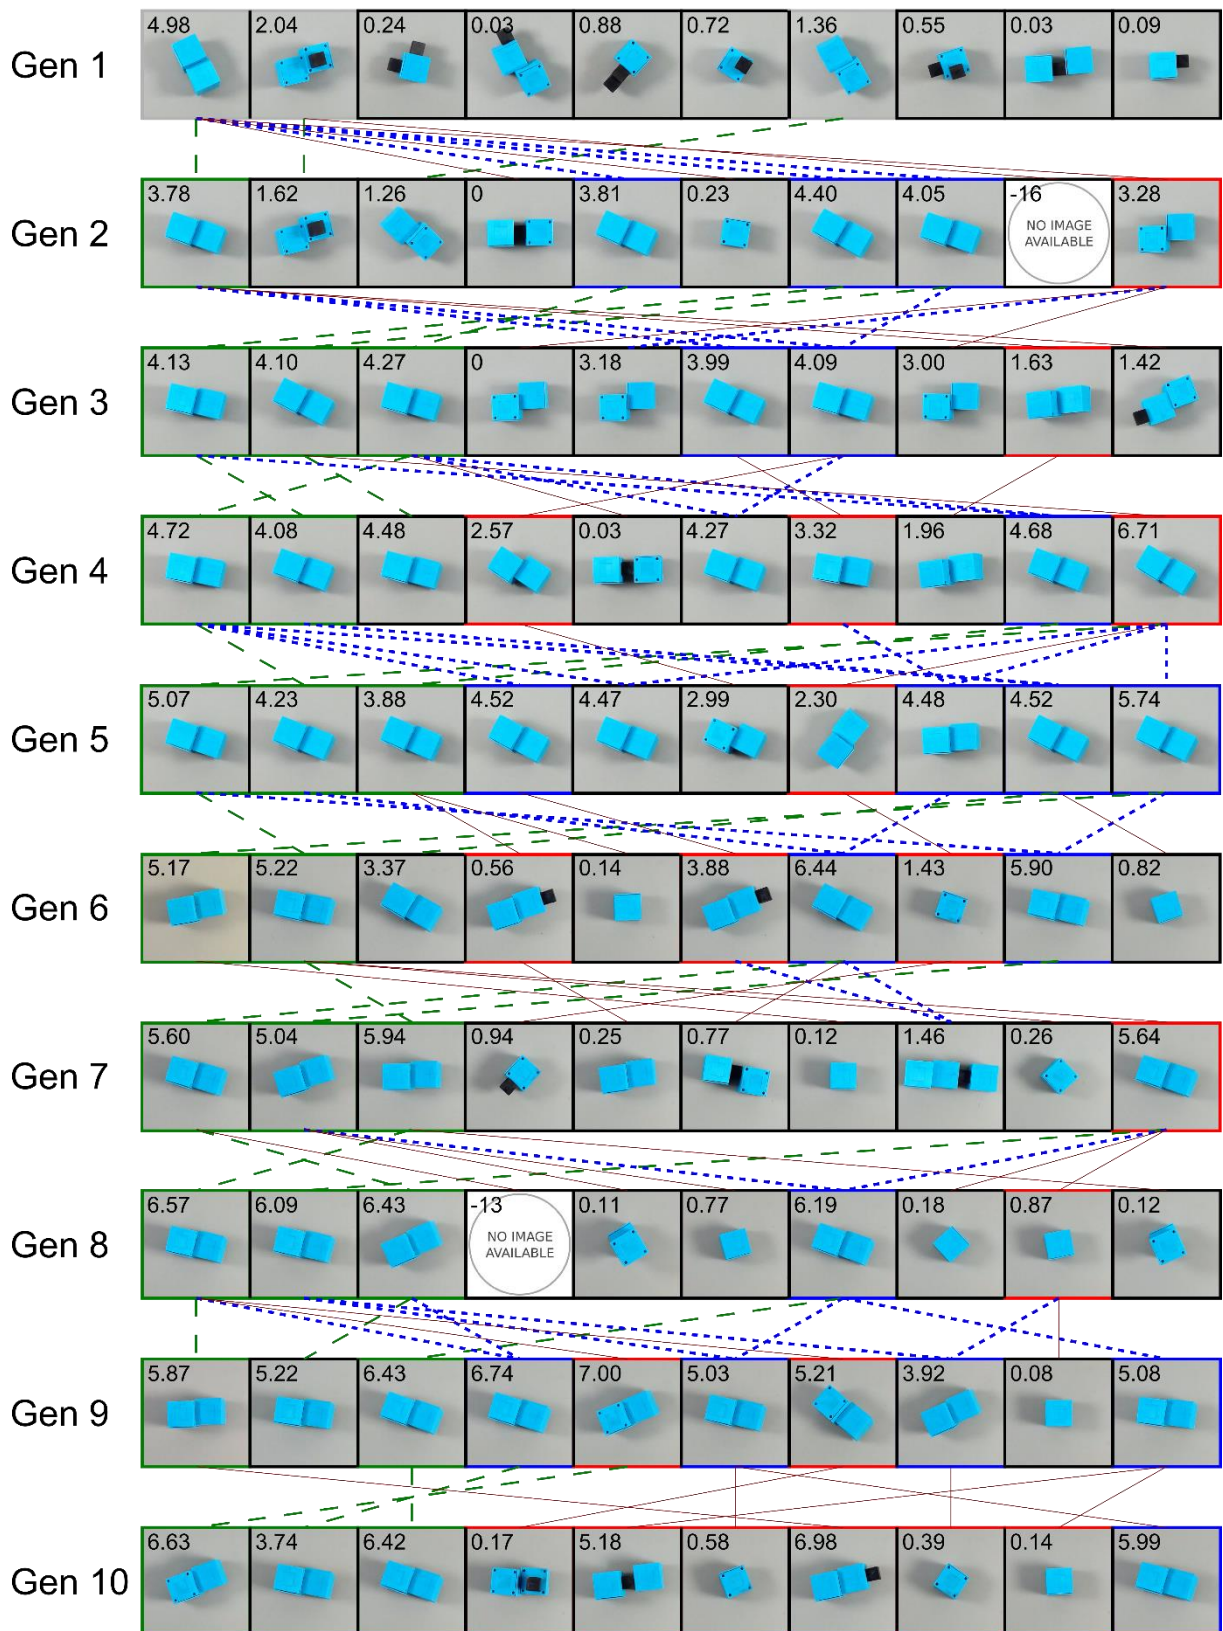 Gen 1 4.98 2.04 0.24 0.03 0.88 0.72 1.36 0.55 0.03 0.09
Gen 2 3.78 1.62 1.26 0 3.81 0.23 4.40 4.05 -16 3.28
NO IMAGE
AVAILABLE
Gen 3 4.13 4.10 4.27 0 3.18 3.99 4.09 3.00 1.63 1.42
Gen 4 4.72 4.08 4.48 2.57 0.03 4.27 3.32 1.96 4.68 6.71
Gen 5 5.07 4.23 3.88 4.52 4.47 2.99 2.30 4.48 4.52 5.74
Gen 6 5.17 5.22 3.37 0.56 0.14 3.88 6.44 1.43 5.90 0.82
Gen 7 5.60 5.04 5.94 0.94 0.25 0.77 0.12 1.46 0.26 5.64
Gen 8 6.57 6.09 6.43 -13 0.11 0.77 6.19 0.18 0.87 0.12
NO IMAGE
AVAILABLE
Gen 9 5.87 5.22 6.43 6.74 7.00 5.03 5.21 3.92 0.08 5.08
Gen 10 6.63 3.74 6.42 0.17 5.18 0.58 6.98 0.39 0.14 5.99